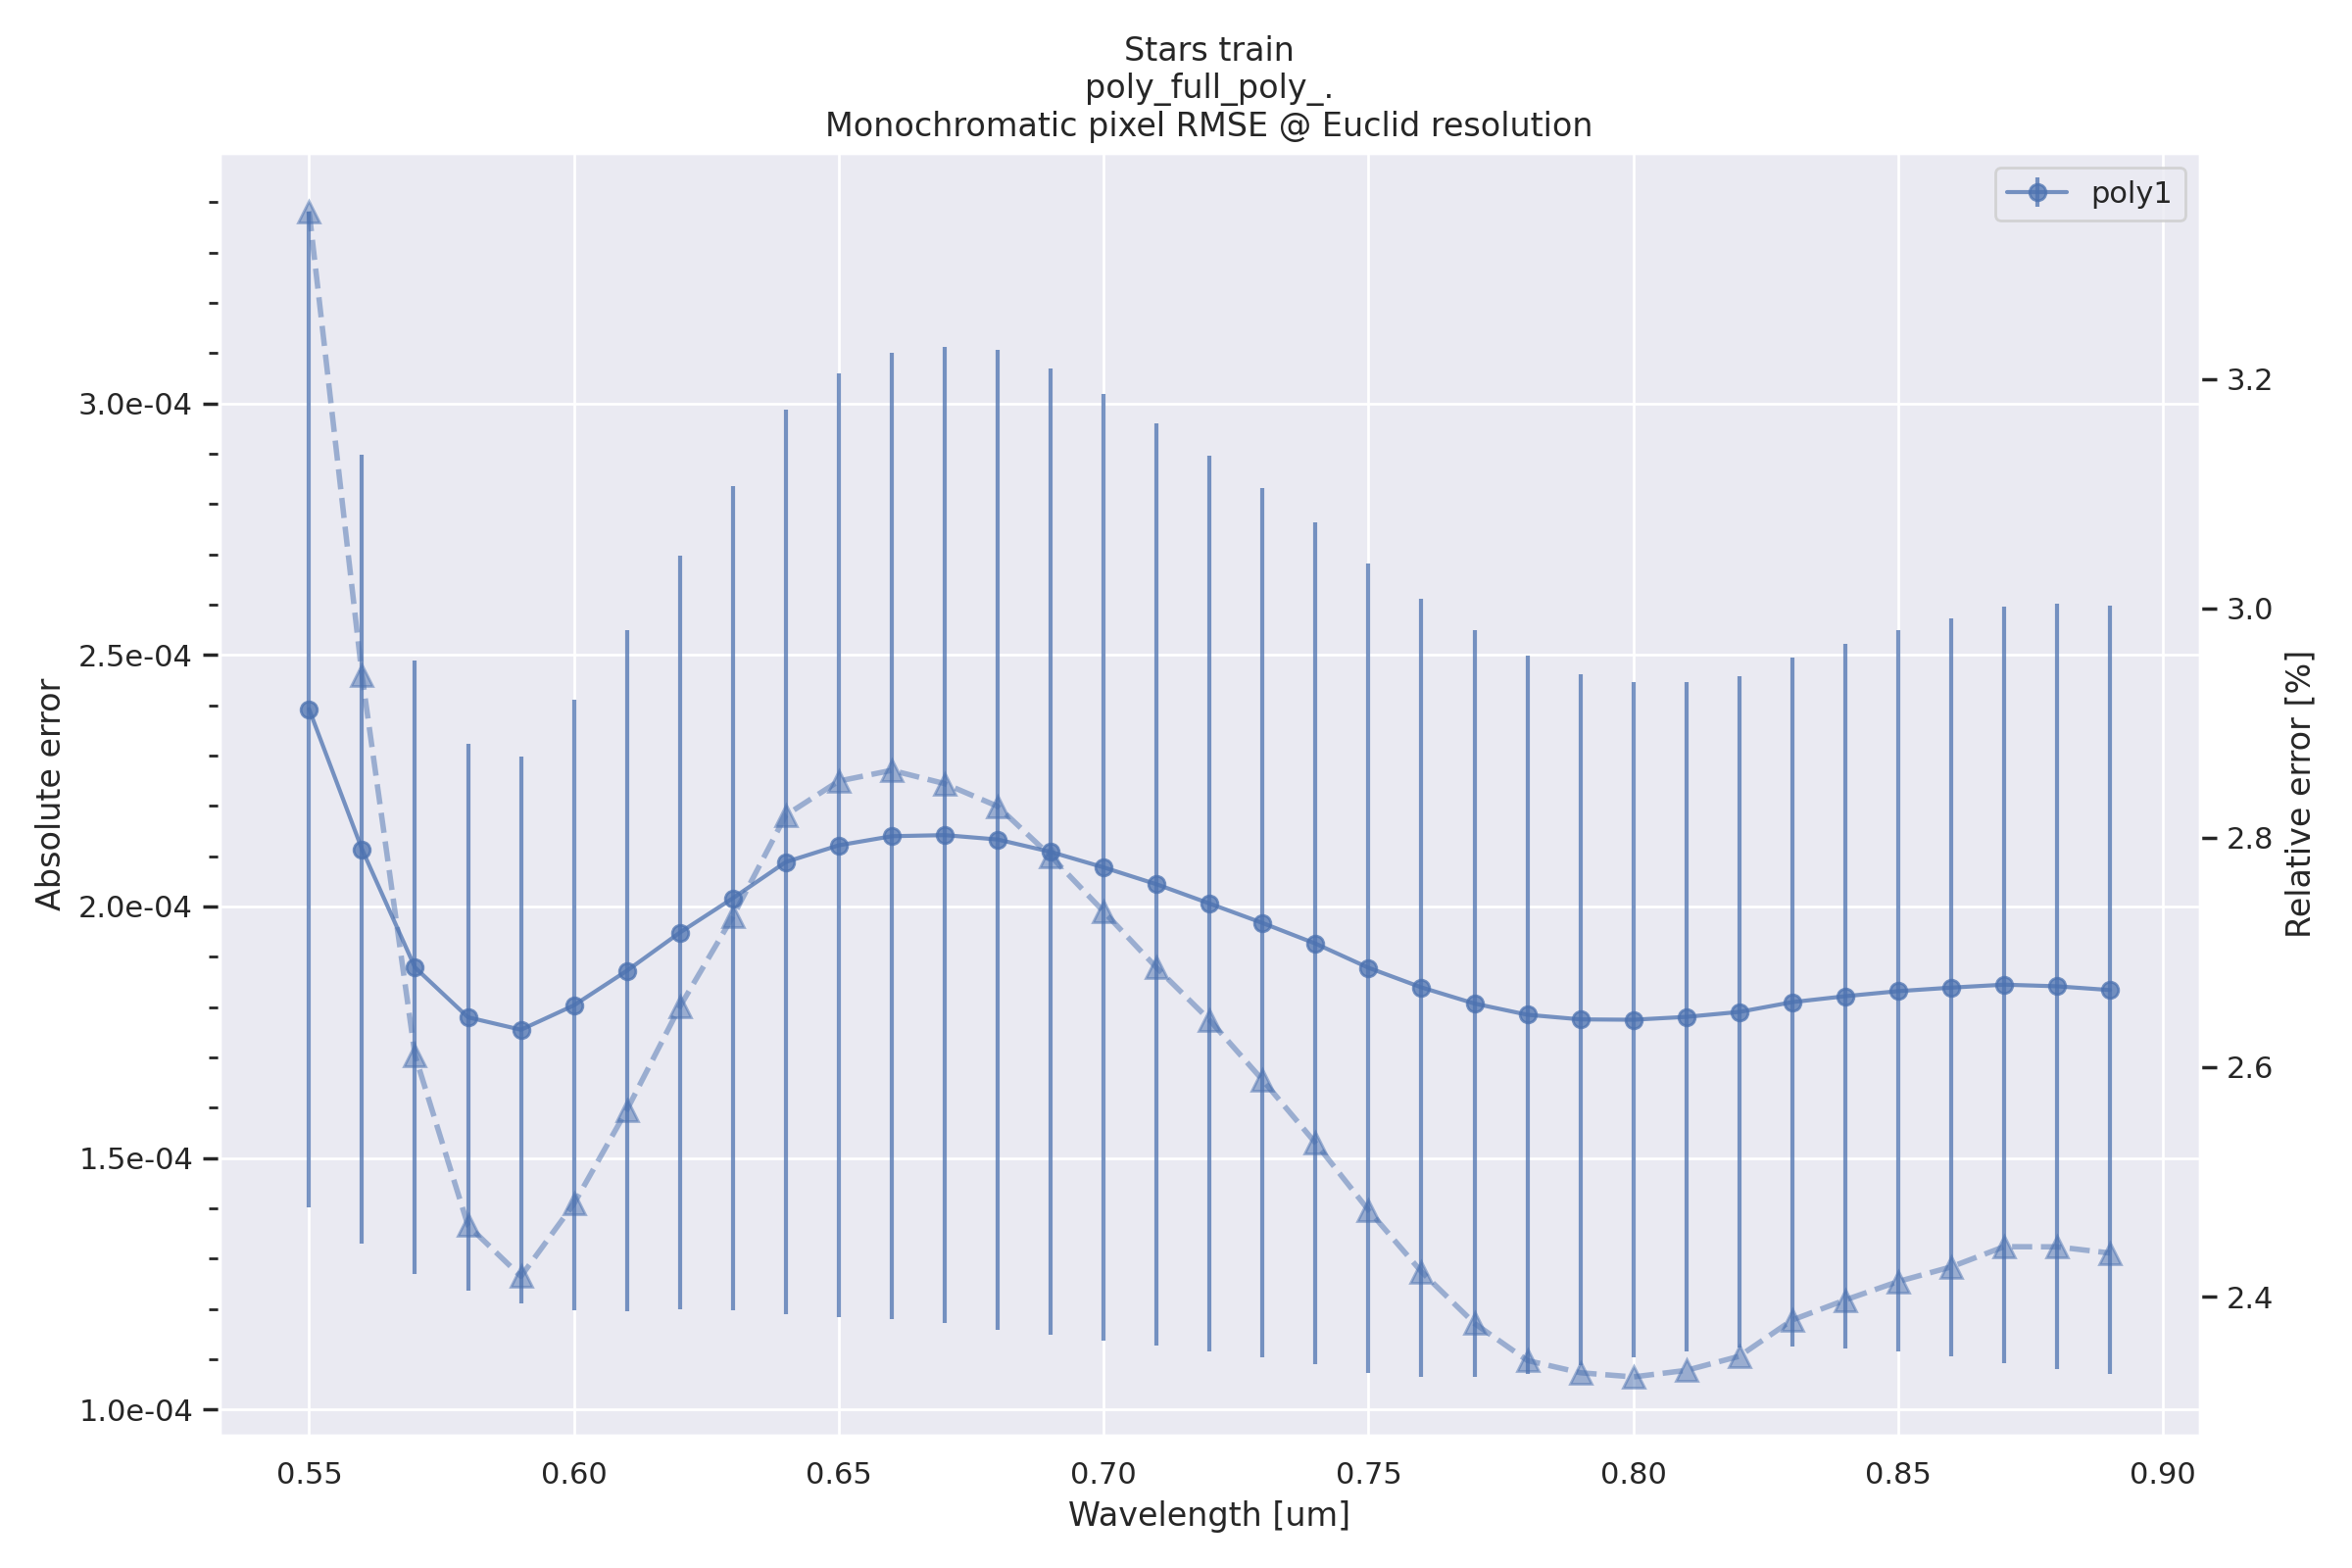 Stars train
poly_full_poly_.
Monochromatic pixel RMSE @ Euclid resolution
poly1
3.0e-04
2.5e-04
2.0e-04
1.5e-04
1.0e-04
Absolute error
3.2
3.0
2.8
2.6
2.4
Relative error [%]
0.55 0.60 0.65 0.70 0.75 0.80 0.85 0.90
Wavelength [um]